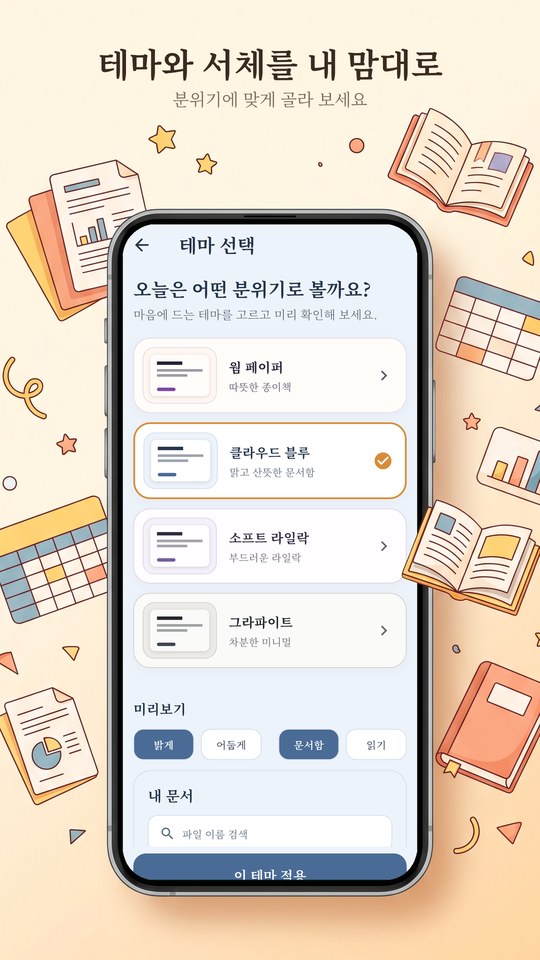 테마와 서체를 내 맘대로
분위기에 맞게 골라 보세요
테마 선택
오늘은 어떤 분위기로 볼까요?
마음에 드는 테마를 고르고 미리 확인해 보세요.
웜 페이퍼
따뜻한 종이책
클라우드 블루
맑고 산뜻한 문서함
소프트 라일락
부드러운 라일락
그라파이트
차분한 미니멀
미리보기
밝게 어둡게 문서함 읽기
내 문서
파일 이름 검색
이 테마 적용